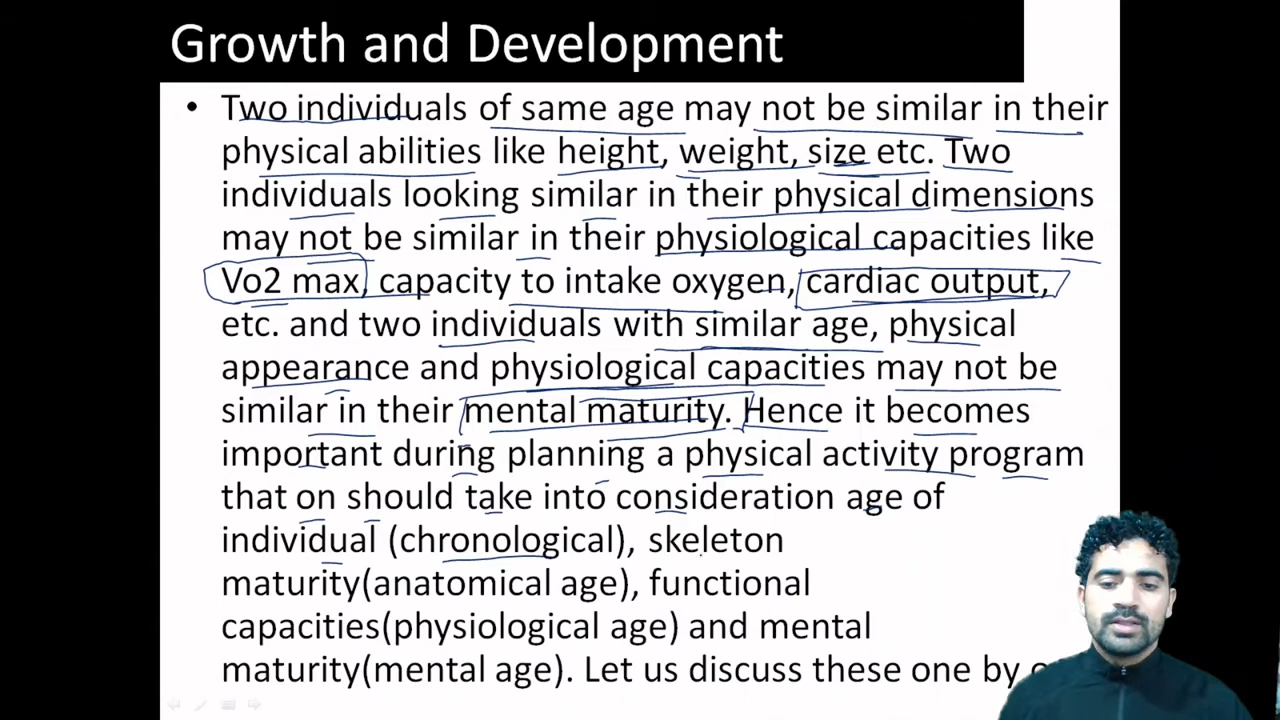 Growth and Development
• Two individuals of same age may not be similar in their
physical abilities like height, weight, size etc. Two
individuals looking similar in their physical dimensions
may not be similar in their physiological capacities like
Vo2 max, capacity to intake oxygen, cardiac output,
etc. and two individuals with similar age, physical
appearance and physiological capacities may not be
similar in their mental maturity. Hence it becomes
important during planning a physical activity program
that on should take into consideration age of
individual (chronological), skeleton
maturity(anatomical age), functional
capacities(physiological age) and mental
maturity(mental age). Let us discuss these one by